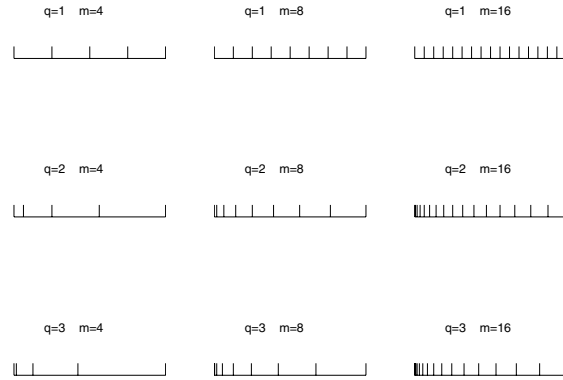 q=1 m=4
q=1 m=8
q=1 m=16
q=2 m=4
q=2 m=8
q=2 m=16
q=3 m=4
q=3 m=8
q=3 m=16